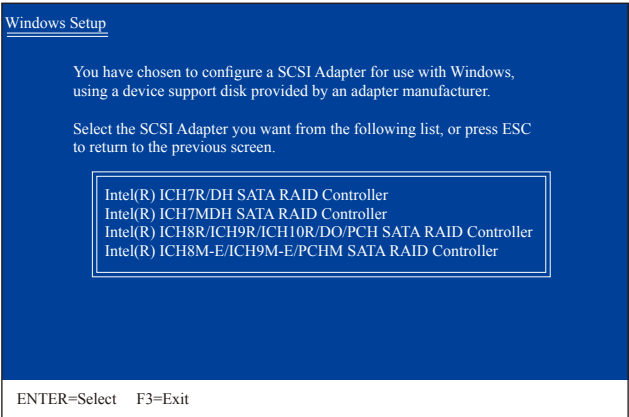 Windows Setup
You have chosen to configure a SCSI Adapter for use with Windows,
using a device support disk provided by an adapter manufacturer.
Select the SCSI Adapter you want from the following list, or press ESC
to return to the previous screen.
Intel(R) ICH7R/DH SATA RAID Controller
Intel(R) ICH7MDH SATA RAID Controller
Intel(R) ICH8R/ICH9R/ICH10R/DO/PCH SATA RAID Controller
Intel(R) ICH8M-E/ICH9M-E/PCHM SATA RAID Controller
ENTER=Select F3=Exit